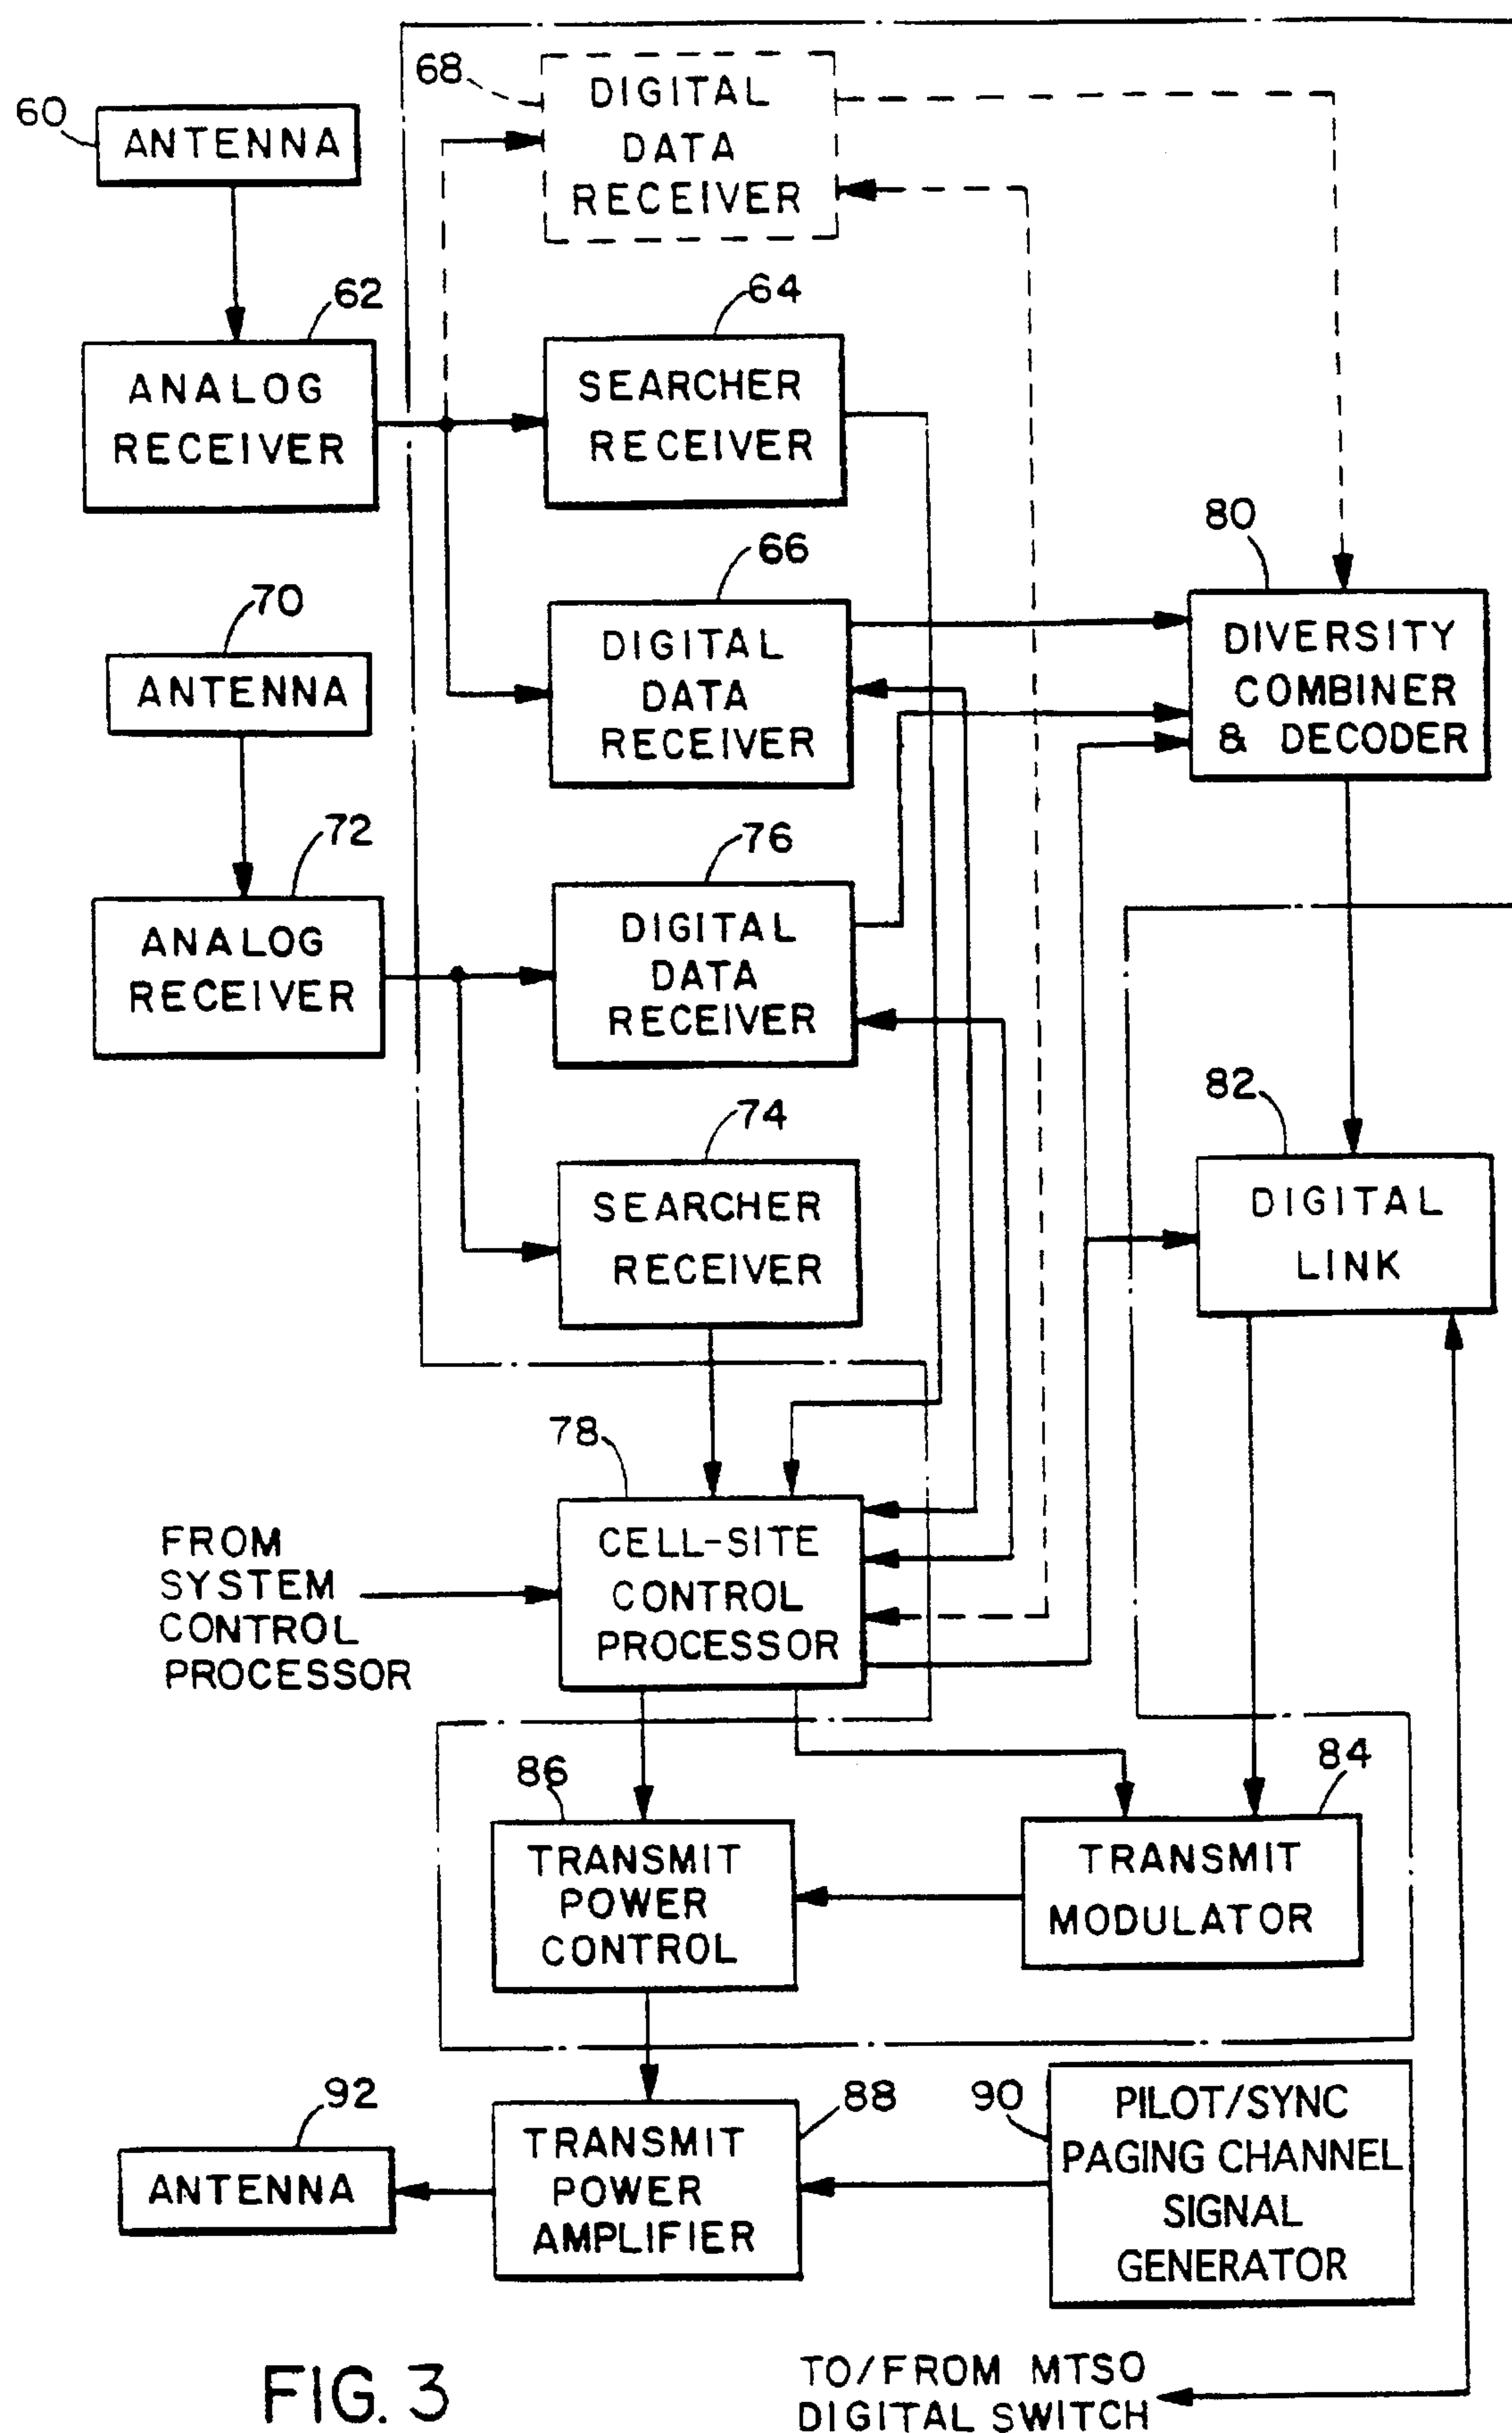 68
DIGITAL
DATA
RECEIVER
60
ANTENNA
62
ANALOG
RECEIVER
64
SEARCHER
RECEIVER
66
DIGITAL
DATA
RECEIVER
80
DIVERSITY
COMBINER
& DECODER
70
ANTENNA
72
ANALOG
RECEIVER
76
DIGITAL
DATA
RECEIVER
74
SEARCHER
RECEIVER
82
DIGITAL
LINK
78
CELL-SITE
CONTROL
PROCESSOR
FROM
SYSTEM
CONTROL
PROCESSOR
86
TRANSMIT
POWER
CONTROL
84
TRANSMIT
MODULATOR
92
ANTENNA
88
TRANSMIT
POWER
AMPLIFIER
90
PILOT/SYNC
PAGING CHANNEL
SIGNAL
GENERATOR
FIG. 3
TO/FROM MTSO
DIGITAL SWITCH